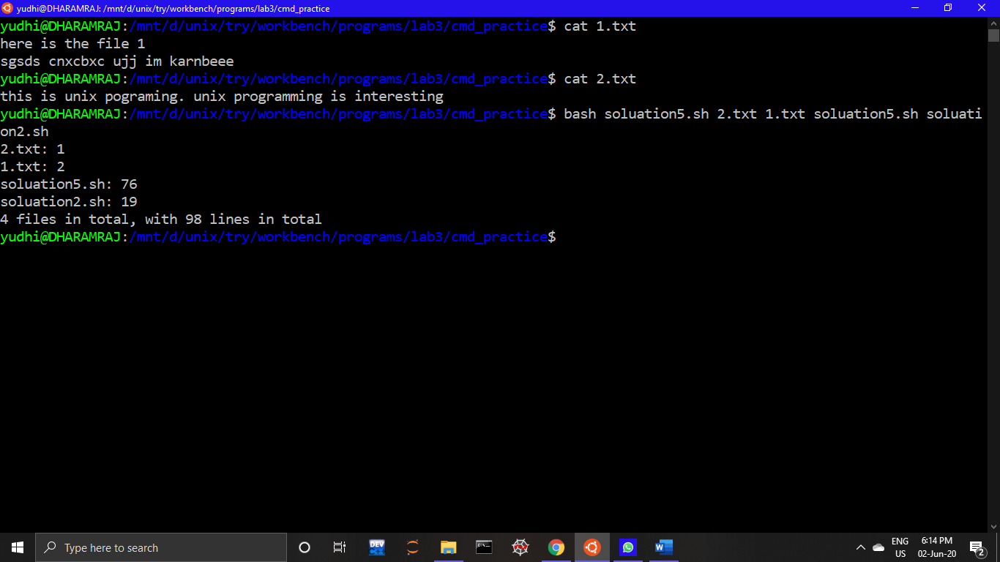 yudhi@DHARAMRAJ: /mnt/d/unix/try/workbench/programs/lab3/cmd_practice
yudhi@DHARAMRAJ:/mnt/d/unix/try/workbench/programs/lab3/cmd_practice$ cat 1.txt
here is the file 1
sgsds cnxcbxc ujj im karnbeee
yudhi@DHARAMRAJ:/mnt/d/unix/try/workbench/programs/lab3/cmd_practice$ cat 2.txt
this is unix pograming. unix programming is interesting
yudhi@DHARAMRAJ:/mnt/d/unix/try/workbench/programs/lab3/cmd_practice$ bash soluation5.sh 2.txt 1.txt soluation5.sh soluati
on2.sh
2.txt: 1
1.txt: 2
soluation5.sh: 76
soluation2.sh: 19
4 files in total, with 98 lines in total
yudhi@DHARAMRAJ:/mnt/d/unix/try/workbench/programs/lab3/cmd_practice$
Type here to search
DEV
C:\_
W
ENG
US
6:14 PM
02-Jun-20
2